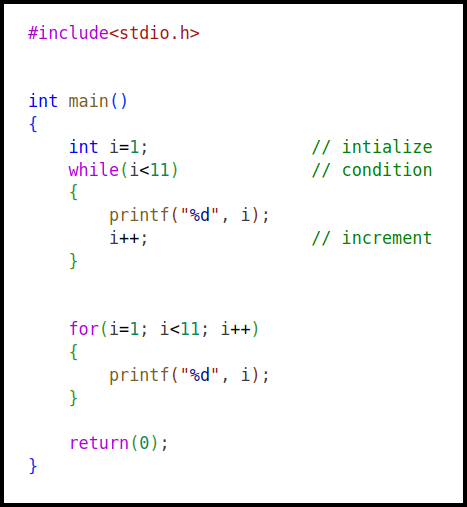 #include<stdio.h>
int main()
{
    int i=1;                // intialize
    while(i<11)             // condition
    {
        printf("%d", i);
        i++;                // increment
    }
    for(i=1; i<11; i++)
    {
        printf("%d", i);
    }
    return(0);
}